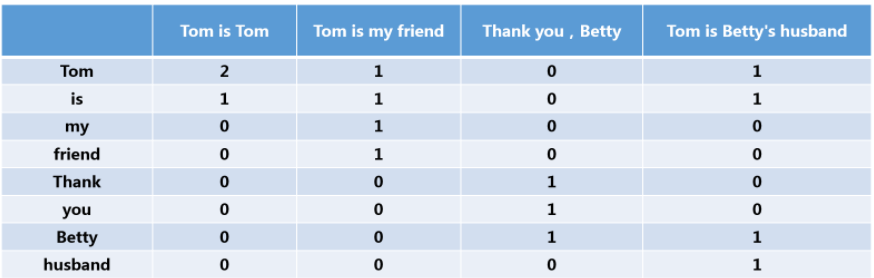 Tom is Tom Tom is my friend Thank you , Betty Tom is Betty's husband
Tom 2 1 0 1
is 1 1 0 1
my 0 1 0 0
friend 0 1 0 0
Thank 0 0 1 0
you 0 0 1 0
Betty 0 0 1 1
husband 0 0 0 1